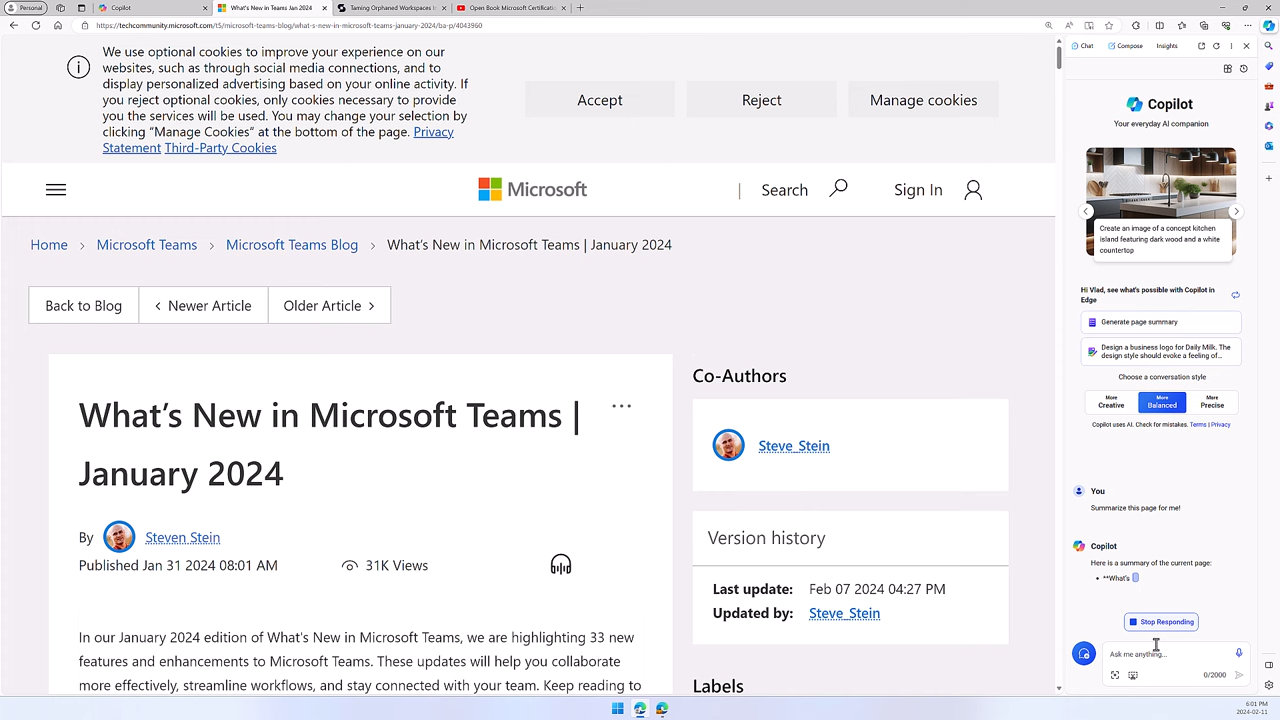 Personal
Copilot
What's New in Teams Jan 2024
Taming Orphaned Workspaces i
Open Book Microsoft Certificatio
https://techcommunity.microsoft.com/t5/microsoft-teams-blog/what-s-new-in-microsoft-teams-january-2024/ba-p/4043960
We use optional cookies to improve your experience on our
websites, such as through social media connections, and to
display personalized advertising based on your online activity. If
you reject optional cookies, only cookies necessary to provide
you the services will be used. You may change your selection by
clicking “Manage Cookies” at the bottom of the page. Privacy
Statement Third-Party Cookies
Accept
Reject
Manage cookies
Microsoft
Search
Sign In
Home > Microsoft Teams > Microsoft Teams Blog > What's New in Microsoft Teams | January 2024
Back to Blog
< Newer Article
Older Article >
What's New in Microsoft Teams |
January 2024
By Steven Stein
Published Jan 31 2024 08:01 AM
31K Views
In our January 2024 edition of What's New in Microsoft Teams, we are highlighting 33 new
features and enhancements to Microsoft Teams. These updates will help you collaborate
more effectively, streamline workflows, and stay connected with your team. Keep reading to
Co-Authors
Steve_Stein
Version history
Last update: Feb 07 2024 04:27 PM
Updated by: Steve_Stein
Labels
Chat
Compose
Insights
Copilot
Your everyday AI companion
Create an image of a concept kitchen
island featuring dark wood and a white
countertop
Hi Vlad, see what's possible with Copilot in
Edge
Generate page summary
Design a business logo for Daily Milk. The
design style should evoke a feeling of...
Choose a conversation style
More Creative
More Balanced
More Precise
Copilot uses AI. Check for mistakes. Terms | Privacy
You
Summarize this page for me!
Copilot
Here is a summary of the current page:
• **What's
Stop Responding
Ask me anything...
0/2000
6:01 PM
2024-02-11